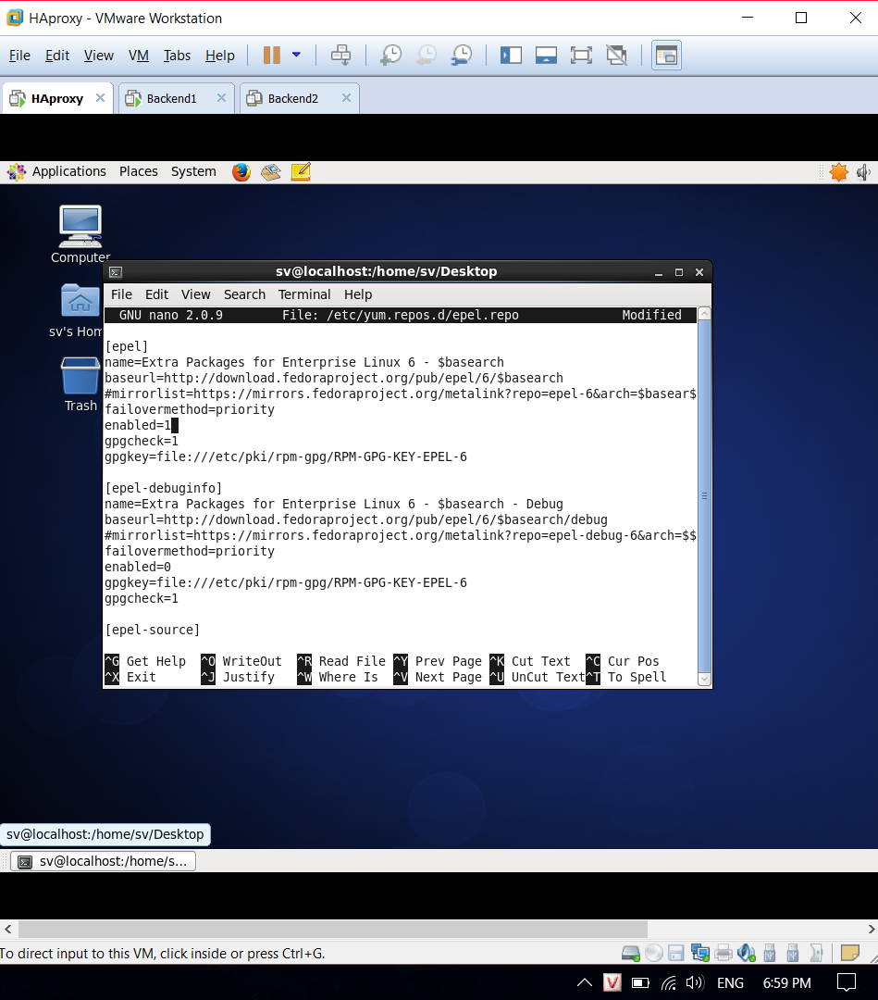 HAproxy - VMware Workstation
File Edit View VM Tabs Help
HAproxy Backend1 Backend2
Applications Places System
Computer
sv's Hom
Trash
sv@localhost:/home/sv/Desktop
File Edit View Search Terminal Help
GNU nano 2.0.9 File: /etc/yum.repos.d/epel.repo Modified
[epel]
name=Extra Packages for Enterprise Linux 6 - $basearch
baseurl=http://download.fedoraproject.org/pub/epel/6/$basearch
#mirrorlist=https://mirrors.fedoraproject.org/metalink?repo=epel-6&arch=$basear$
failovermethod=priority
enabled=1
gpgcheck=1
gpgkey=file:///etc/pki/rpm-gpg/RPM-GPG-KEY-EPEL-6
[epel-debuginfo]
name=Extra Packages for Enterprise Linux 6 - $basearch - Debug
baseurl=http://download.fedoraproject.org/pub/epel/6/$basearch/debug
#mirrorlist=https://mirrors.fedoraproject.org/metalink?repo=epel-debug-6&arch=$$
failovermethod=priority
enabled=0
gpgkey=file:///etc/pki/rpm-gpg/RPM-GPG-KEY-EPEL-6
gpgcheck=1
[epel-source]
^G Get Help ^O WriteOut ^R Read File ^Y Prev Page ^K Cut Text ^C Cur Pos
^X Exit ^J Justify ^W Where Is ^V Next Page ^U UnCut Text ^T To Spell
sv@localhost:/home/sv/Desktop
sv@localhost:/home/s...
To direct input to this VM, click inside or press Ctrl+G.
V ENG 6:59 PM